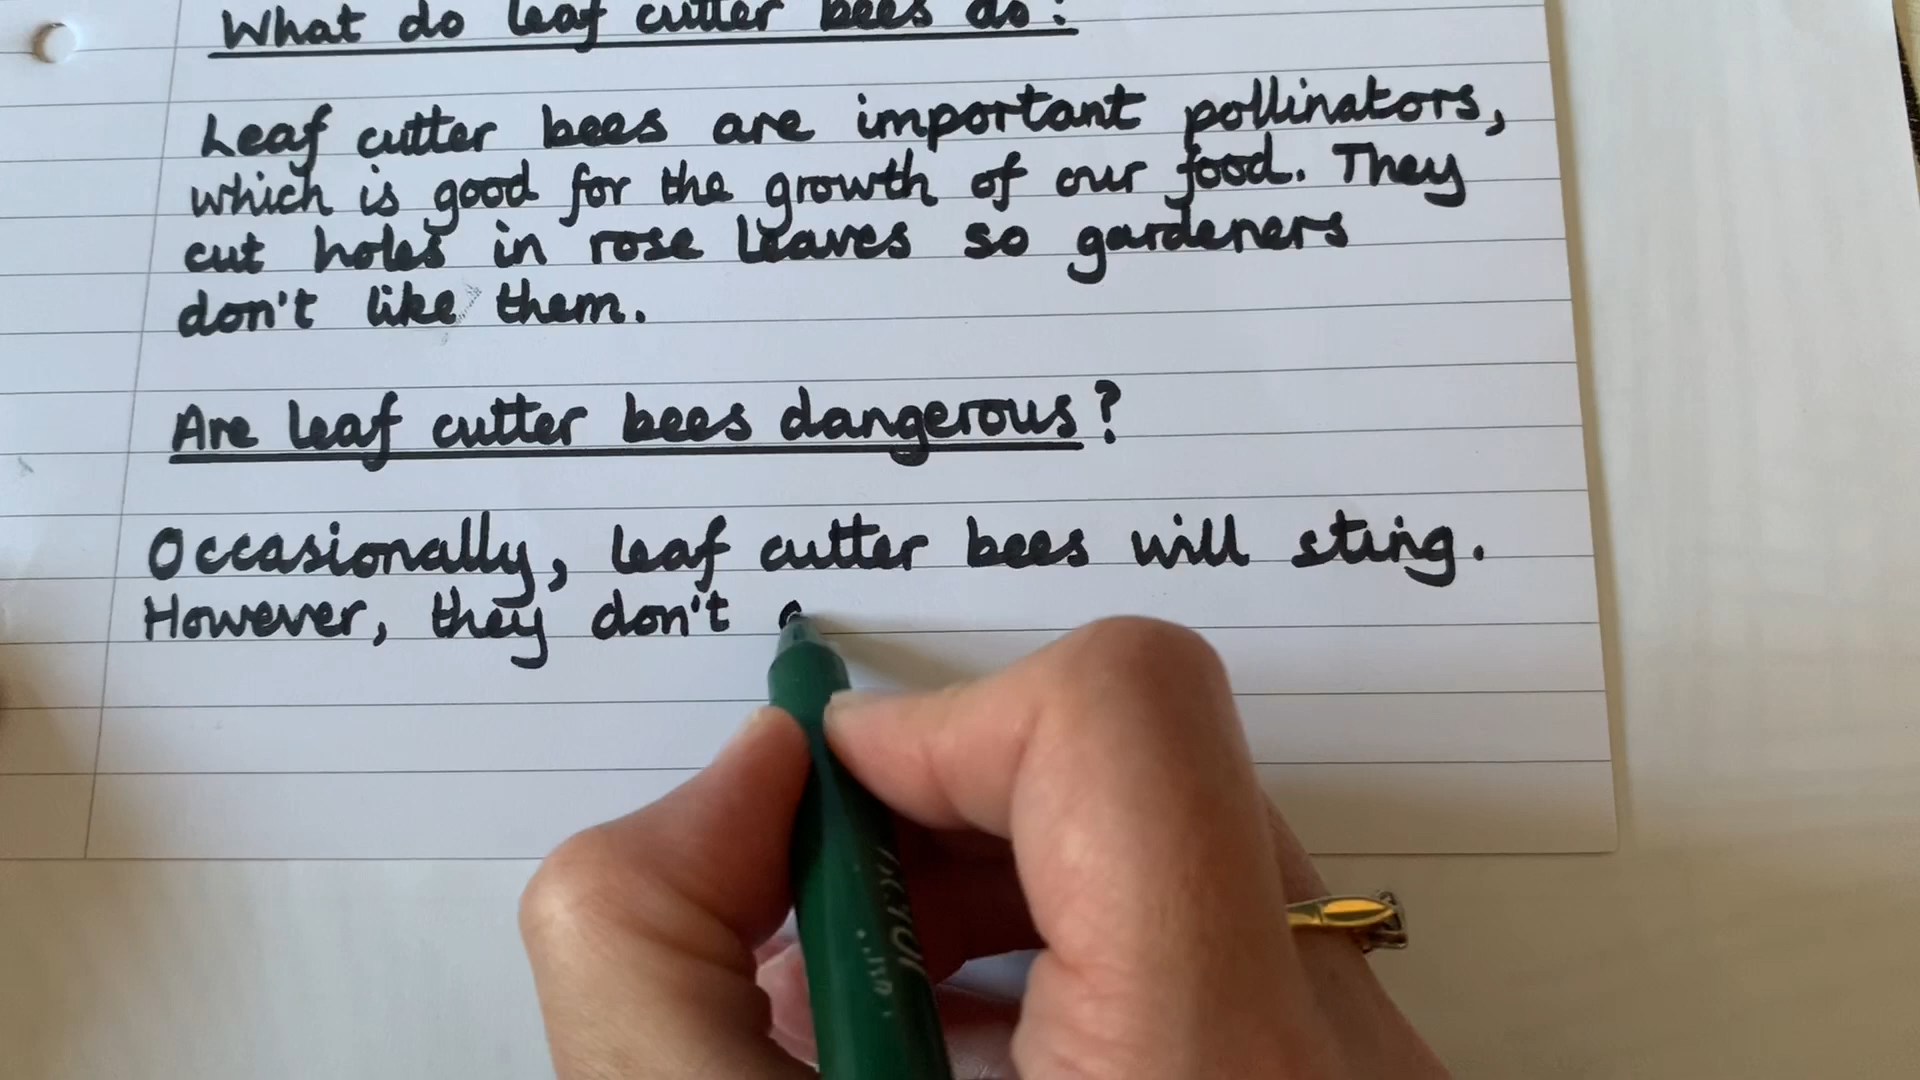 What do leaf cutter bees do?
Leaf cutter bees are important pollinators,
which is good for the growth of our food. They
cut holes in rose leaves so gardeners
don't like them.
Are leaf cutter bees dangerous?
Occasionally, leaf cutter bees will sting.
However, they don't